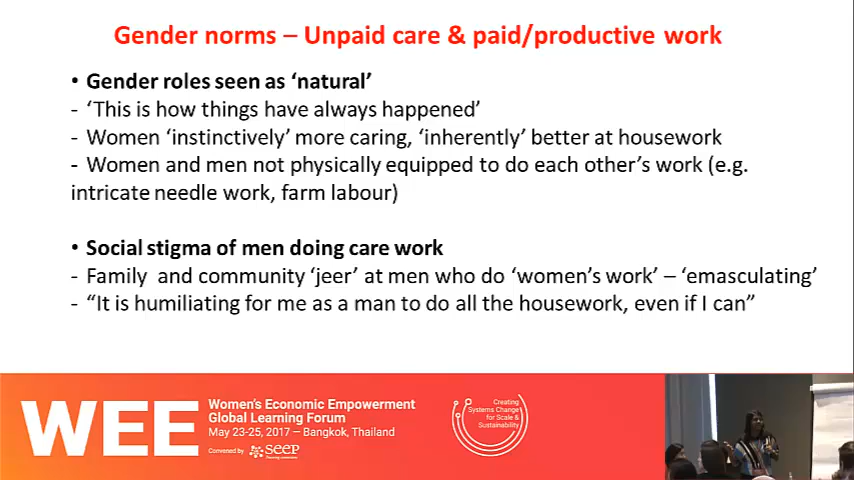 Gender norms – Unpaid care & paid/productive work
• Gender roles seen as ‘natural’
- ‘This is how things have always happened’
- Women ‘instinctively’ more caring, ‘inherently’ better at housework
- Women and men not physically equipped to do each other’s work (e.g.
intricate needle work, farm labour)
• Social stigma of men doing care work
- Family and community ‘jeer’ at men who do ‘women’s work’ – ‘emasculating’
- “It is humiliating for me as a man to do all the housework, even if I can”
WEE
Women's Economic Empowerment
Global Learning Forum
May 23-25, 2017 – Bangkok, Thailand
Convened by SEEP
Creating
Systems Change
for Scale &
Sustainability